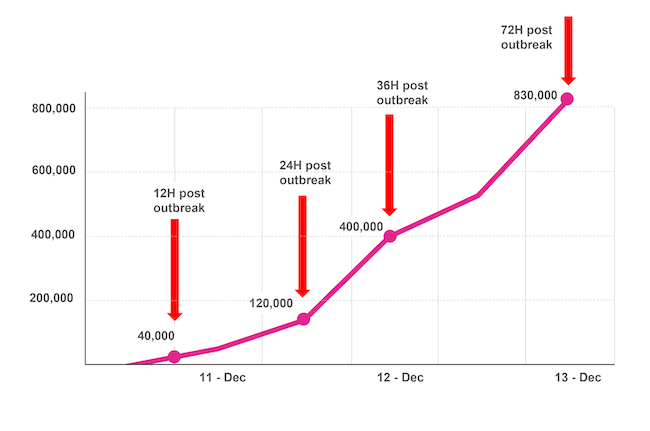 72H post
outbreak
830,000
36H post
outbreak
800,000
24H post
outbreak
600,000
12H post
outbreak
400,000
400,000
200,000
120,000
40,000
11 - Dec
12 - Dec
13 - Dec